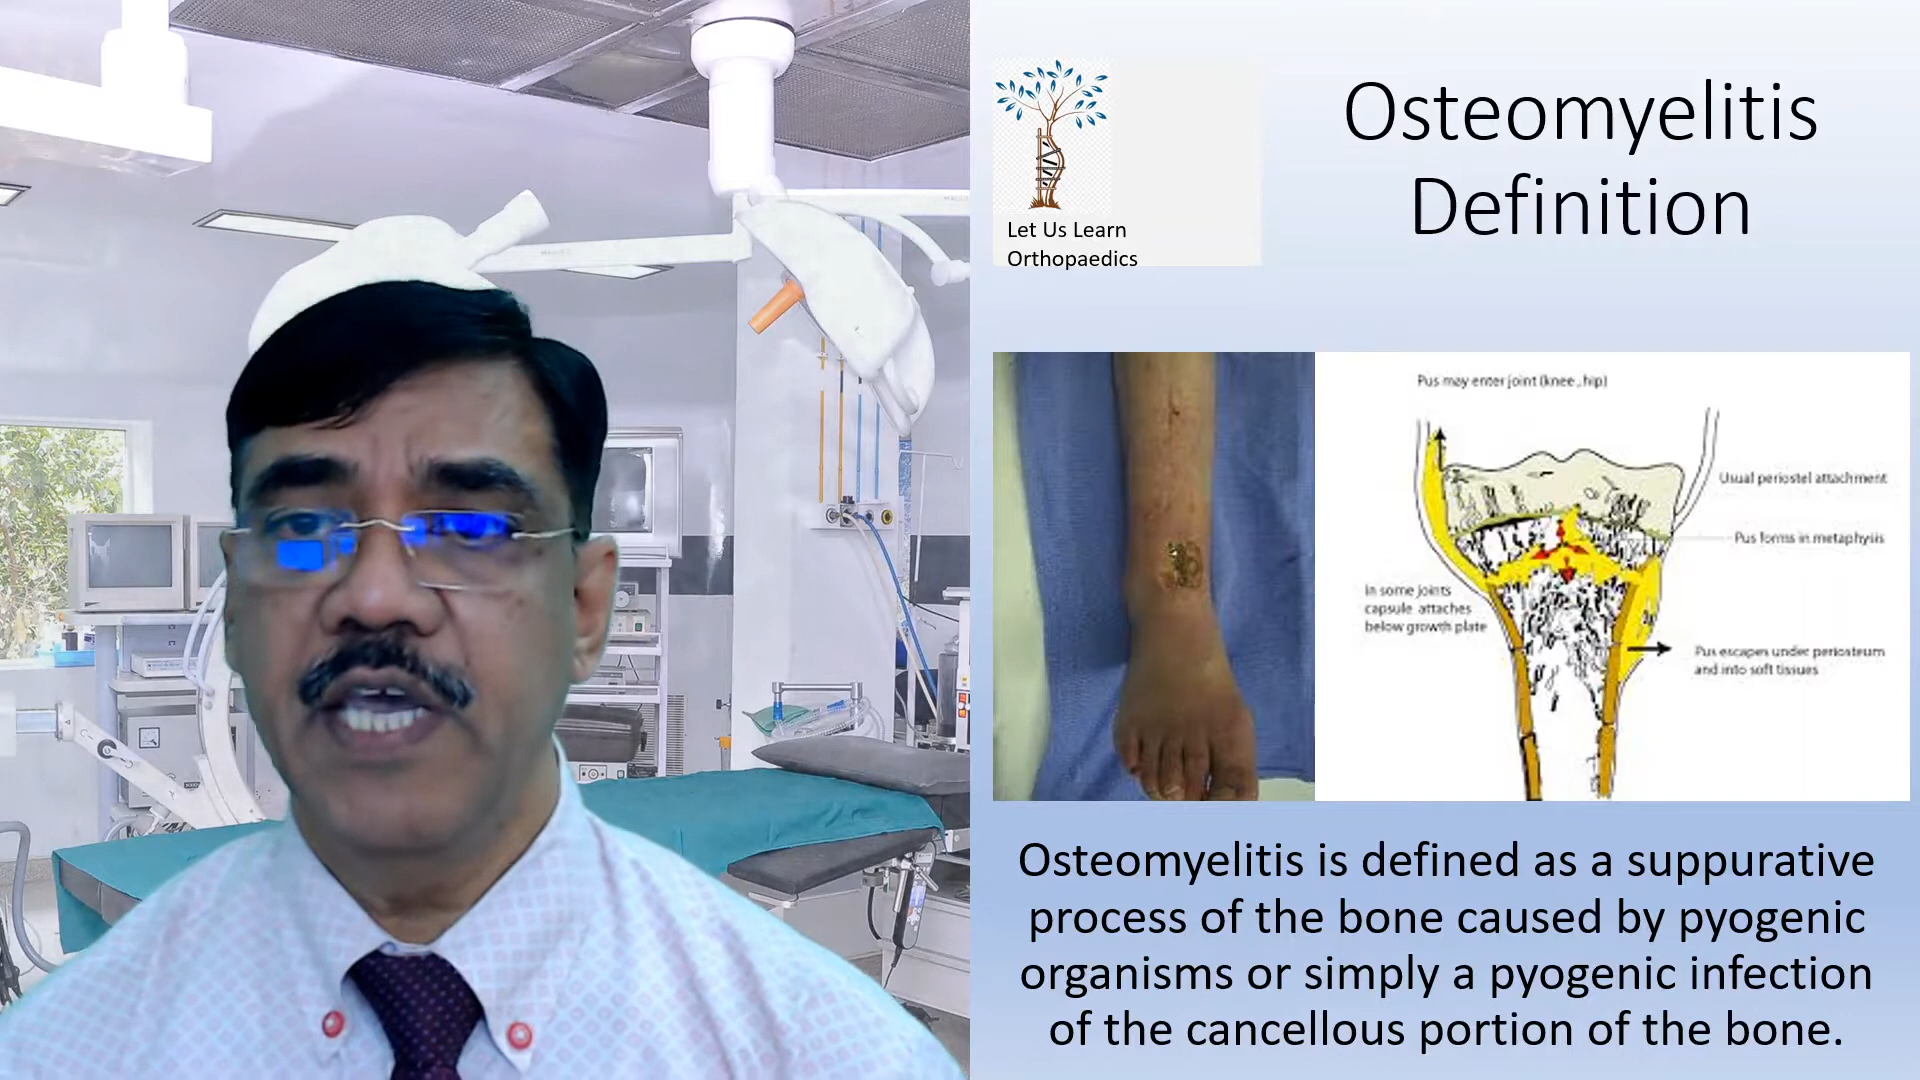 Osteomyelitis
Definition
Let Us Learn
Orthopaedics
Pus may enter joint (knee, hip)
Usual periostel attachment
Pus forms in metaphysis
In some joints
capsule attaches
below growth plate
Pus escapes under periosteum
and into soft tissues
Osteomyelitis is defined as a suppurative
process of the bone caused by pyogenic
organisms or simply a pyogenic infection
of the cancellous portion of the bone.